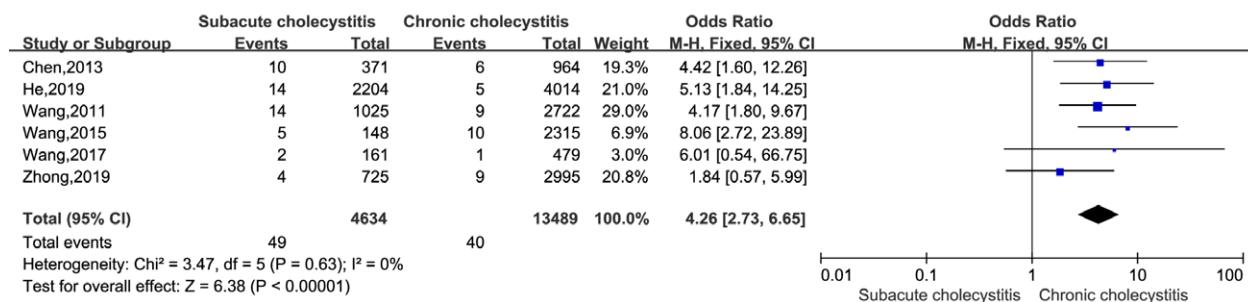 Subacute cholecystitis Chronic cholecystitis Odds Ratio Odds Ratio
Study or Subgroup Events Total Events Total Weight M-H, Fixed, 95% CI M-H, Fixed, 95% CI
Chen,2013 10 371 6 964 19.3% 4.42 [1.60, 12.26]
He,2019 14 2204 5 4014 21.0% 5.13 [1.84, 14.25]
Wang,2011 14 1025 9 2722 29.0% 4.17 [1.80, 9.67]
Wang,2015 5 148 10 2315 6.9% 8.06 [2.72, 23.89]
Wang,2017 2 161 1 479 3.0% 6.01 [0.54, 66.75]
Zhong,2019 4 725 9 2995 20.8% 1.84 [0.57, 5.99]
Total (95% CI) 4634 13489 100.0% 4.26 [2.73, 6.65]
Total events 49 40
Heterogeneity: Chi² = 3.47, df = 5 (P = 0.63); I² = 0%
Test for overall effect: Z = 6.38 (P < 0.00001)
0.01 0.1 1 10 100
Subacute cholecystitis Chronic cholecystitis